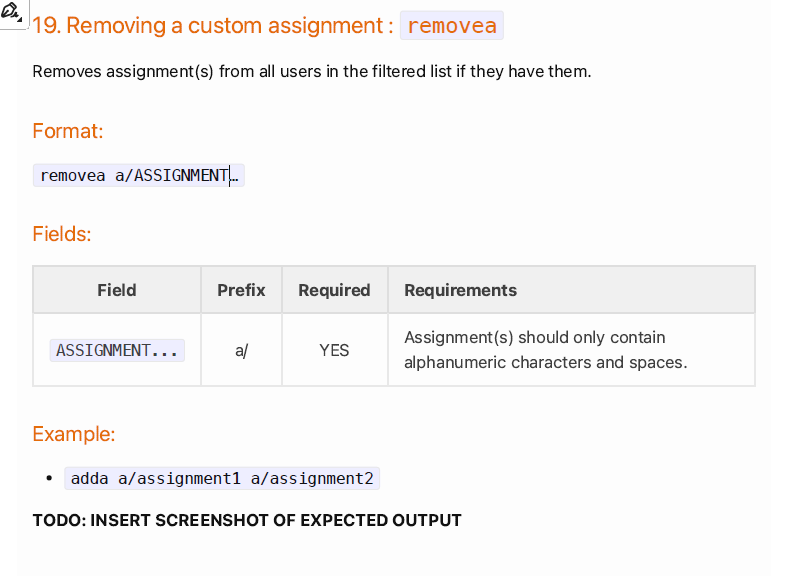 19. Removing a custom assignment : removea
Removes assignment(s) from all users in the filtered list if they have them.
Format:
removea a/ASSIGNMENT…
Fields:
Field Prefix Required Requirements
ASSIGNMENT... a/ YES Assignment(s) should only contain
alphanumeric characters and spaces.
Example:
• adda a/assignment1 a/assignment2
TODO: INSERT SCREENSHOT OF EXPECTED OUTPUT